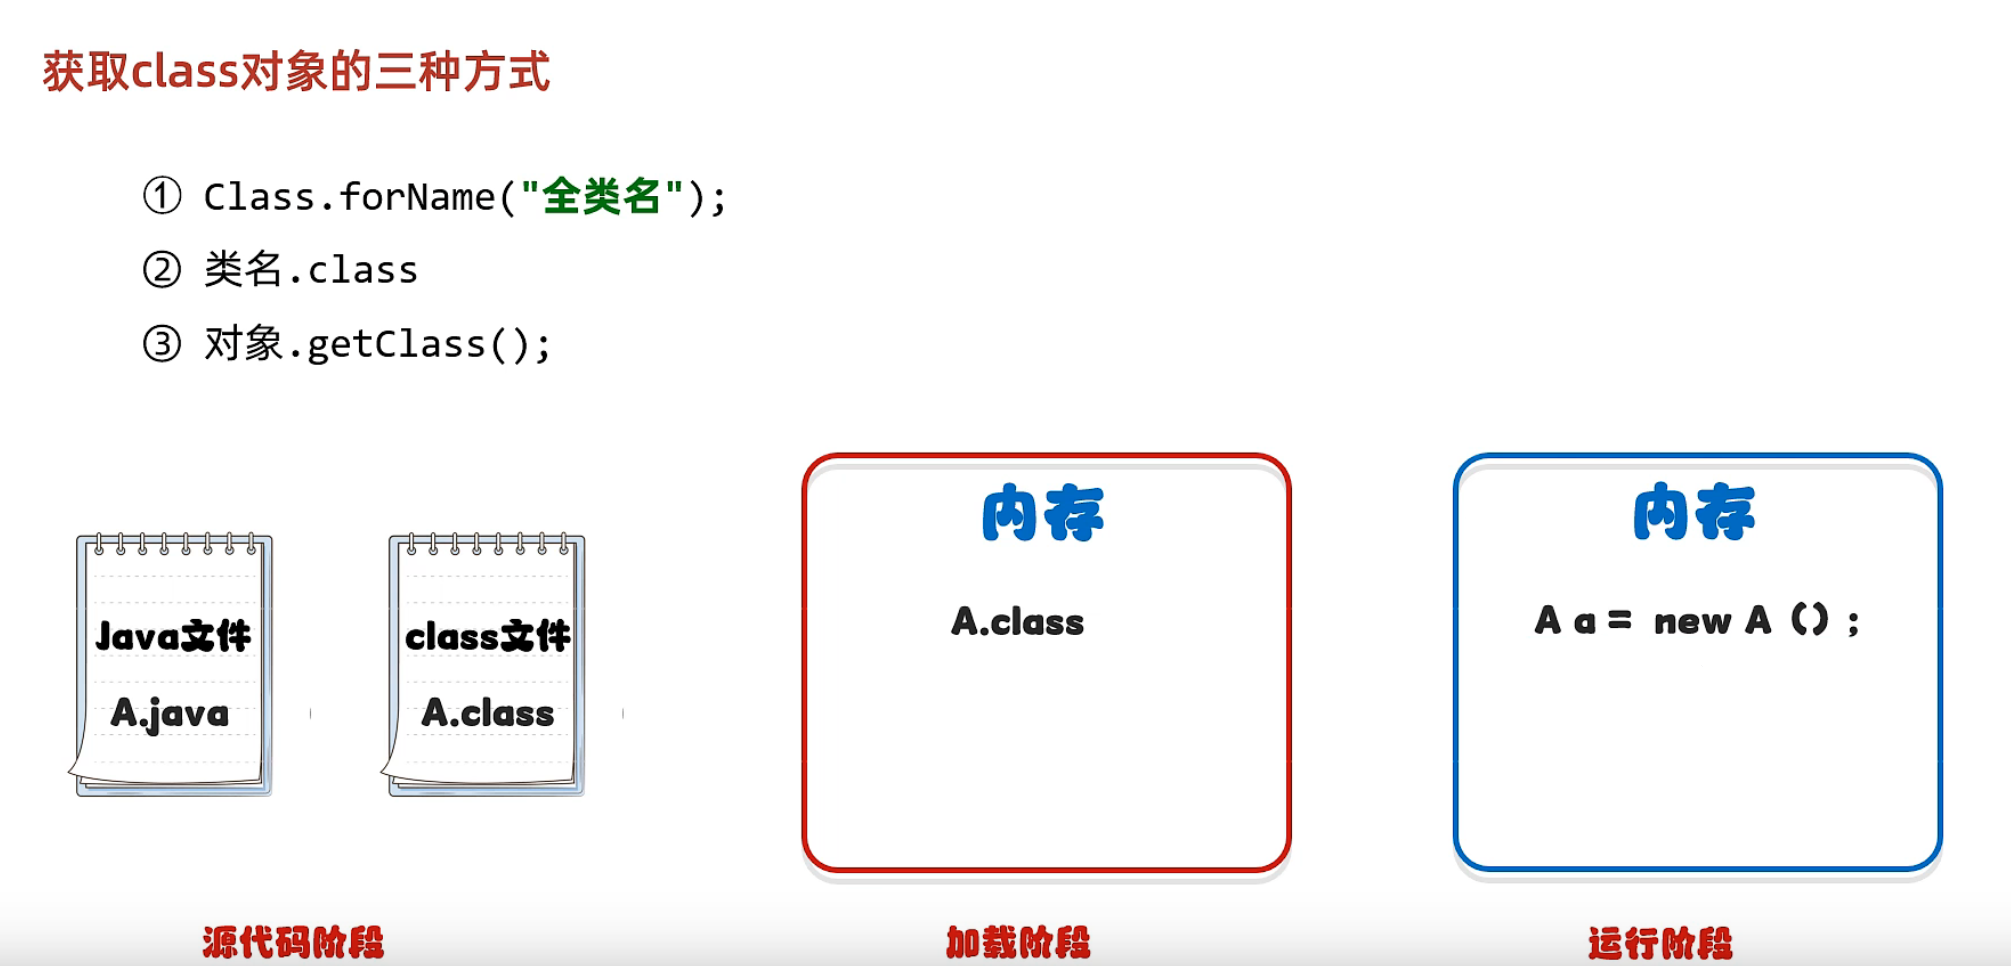 获取class对象的三种方式
① Class.forName("全类名");
② 类名.class
③ 对象.getClass();
Java文件
A.java
class文件
A.class
内存
A.class
内存
A a = new A () ;
源代码阶段
加载阶段
运行阶段